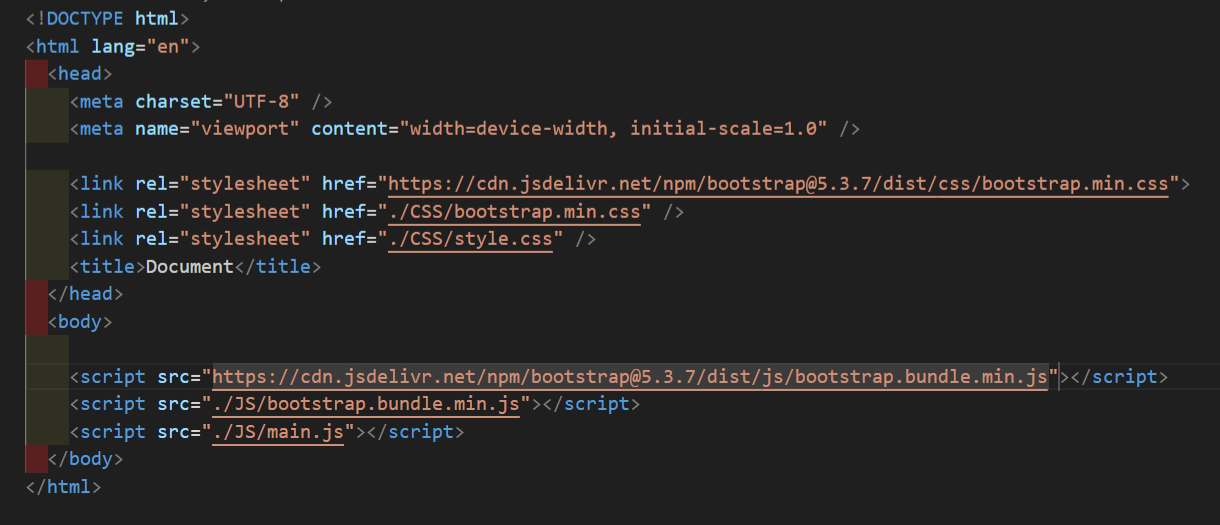 <!DOCTYPE html>
<html lang="en">
<head>
<meta charset="UTF-8" />
<meta name="viewport" content="width=device-width, initial-scale=1.0" />
<link rel="stylesheet" href="https://cdn.jsdelivr.net/npm/bootstrap@5.3.7/dist/css/bootstrap.min.css">
<link rel="stylesheet" href="./CSS/bootstrap.min.css" />
<link rel="stylesheet" href="./CSS/style.css" />
<title>Document</title>
</head>
<body>
<script src="https://cdn.jsdelivr.net/npm/bootstrap@5.3.7/dist/js/bootstrap.bundle.min.js"></script>
<script src="./JS/bootstrap.bundle.min.js"></script>
<script src="./JS/main.js"></script>
</body>
</html>